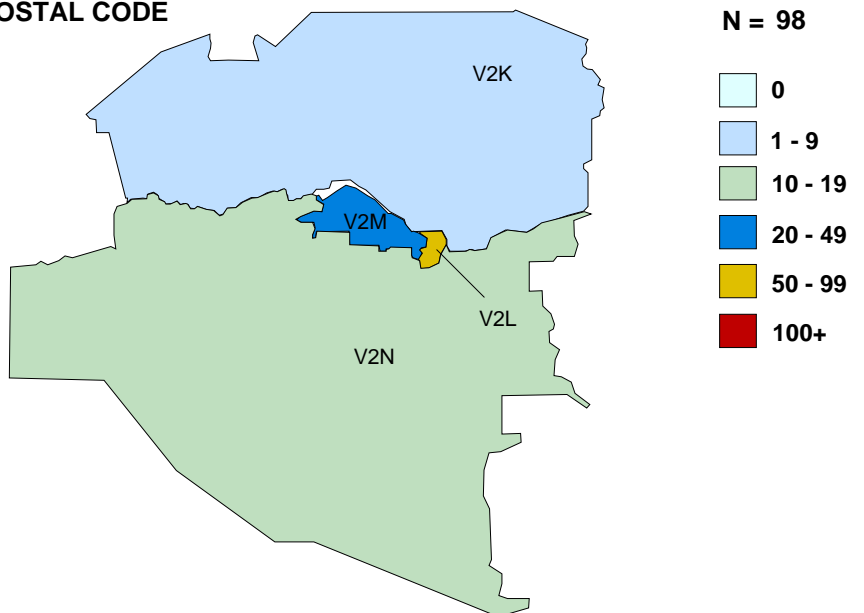 OSTAL CODE
N = 98
V2K
0
1 - 9
10 - 19
20 - 49
50 - 99
100+
V2M
V2L
V2N